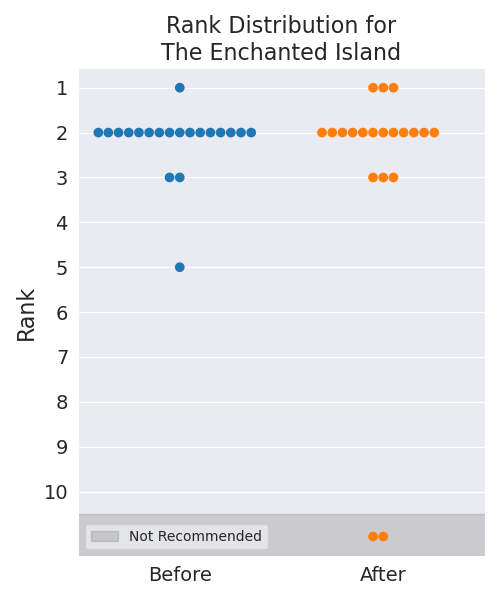 Rank Distribution for
The Enchanted Island
1
2
3
4
5
6
7
8
9
10
Rank
Not Recommended
Before After